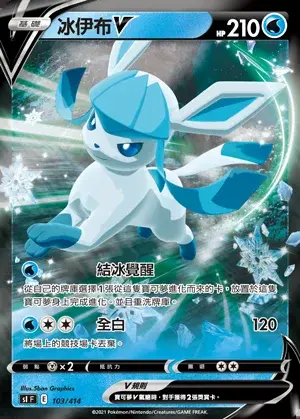 基礎 冰伊布V HP210
結冰覺醒
從自己的牌庫選擇1張從這隻寶可夢進化而來的卡，放置於這隻
寶可夢身上完成進化。並且重洗牌庫。
全白 120
將場上的競技場卡丟棄。
弱點 ×2 抵抗力 撤退
Illus.5ban Graphics
V規則
sI F E 103/414
寶可夢V氣絕時，對手獲得2張獎賞卡。
©2021 Pokémon/Nintendo/Creatures/GAME FREAK